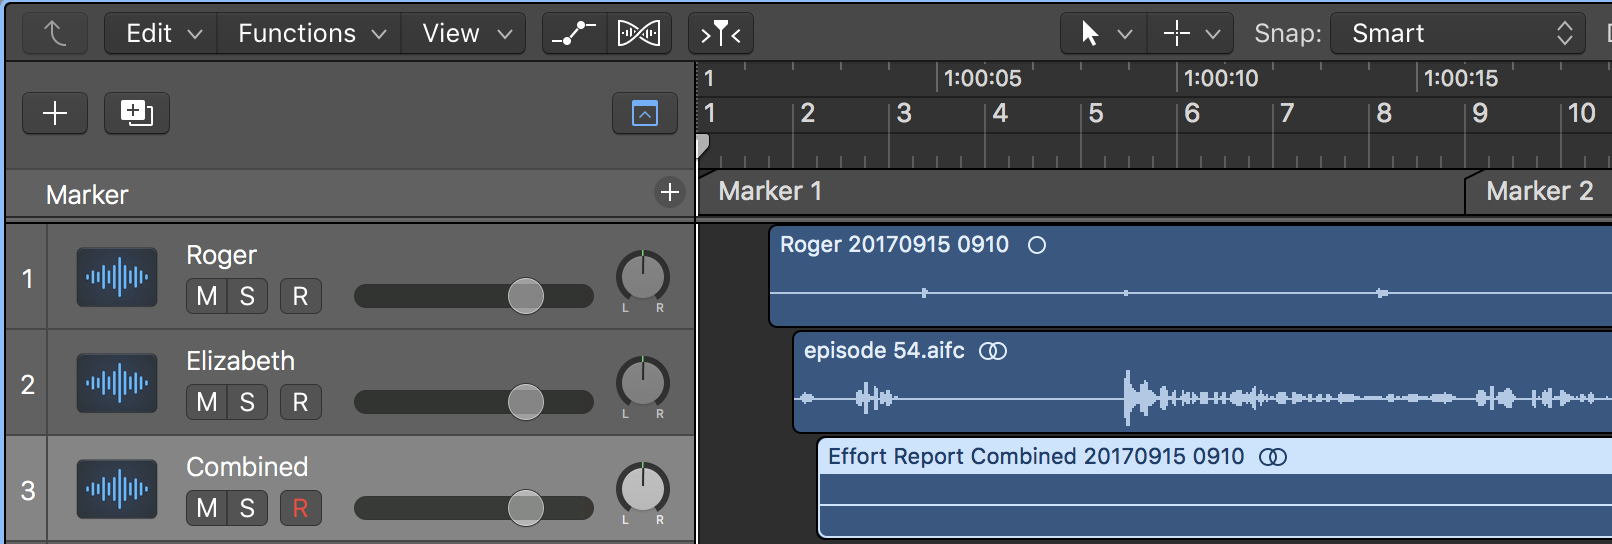 Edit Functions View Snap: Smart
1 1:00:05 1:00:10 1:00:15
1 2 3 4 5 6 7 8 9 10
Marker Marker 1 Marker 2
1 Roger
M S R
L R
Roger 20170915 0910
2 Elizabeth
M S R
L R
episode 54.aifc
3 Combined
M S R
L R
Effort Report Combined 20170915 0910